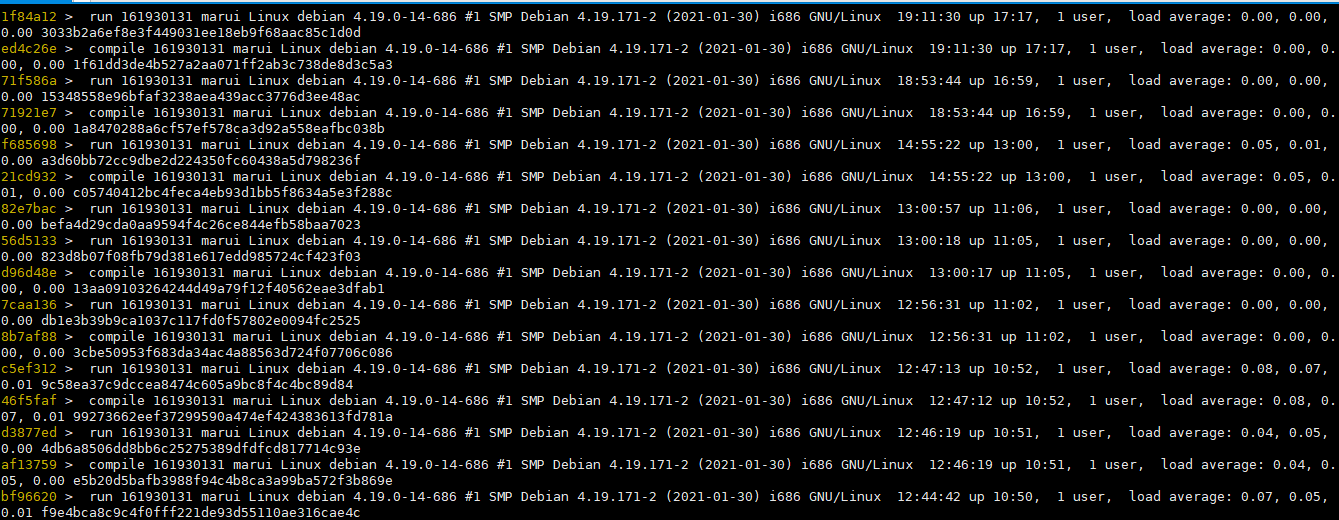 1f84a12 >  run 161930131 marui Linux debian 4.19.0-14-686 #1 SMP Debian 4.19.171-2 (2021-01-30) i686 GNU/Linux  19:11:30 up 17:17,  1 user,  load average: 0.00, 0.00,
0.00 3033b2a6ef8e3f449031ee18eb9f68aac85c1d0d
ed4c26e >  compile 161930131 marui Linux debian 4.19.0-14-686 #1 SMP Debian 4.19.171-2 (2021-01-30) i686 GNU/Linux  19:11:30 up 17:17,  1 user,  load average: 0.00, 0.
00, 0.00 1f61dd3de4b527a2aa071ff2ab3c738de8d3c5a3
71f586a >  run 161930131 marui Linux debian 4.19.0-14-686 #1 SMP Debian 4.19.171-2 (2021-01-30) i686 GNU/Linux  18:53:44 up 16:59,  1 user,  load average: 0.00, 0.00,
0.00 15348558e96bfaf3238aea439acc3776d3ee48ac
71921e7 >  compile 161930131 marui Linux debian 4.19.0-14-686 #1 SMP Debian 4.19.171-2 (2021-01-30) i686 GNU/Linux  18:53:44 up 16:59,  1 user,  load average: 0.00, 0.
00, 0.00 1a8470288a6cf57ef578ca3d92a558eafbc038b
f685698 >  run 161930131 marui Linux debian 4.19.0-14-686 #1 SMP Debian 4.19.171-2 (2021-01-30) i686 GNU/Linux  14:55:22 up 13:00,  1 user,  load average: 0.05, 0.01,
0.00 a3d60bb72cc9dbe2d224350fc60438a5d798236f
21cd932 >  compile 161930131 marui Linux debian 4.19.0-14-686 #1 SMP Debian 4.19.171-2 (2021-01-30) i686 GNU/Linux  14:55:22 up 13:00,  1 user,  load average: 0.05, 0.
01, 0.00 c05740412bc4feca4eb93d1bb5f8634a5e3f288c
82e7bac >  run 161930131 marui Linux debian 4.19.0-14-686 #1 SMP Debian 4.19.171-2 (2021-01-30) i686 GNU/Linux  13:00:57 up 11:06,  1 user,  load average: 0.00, 0.00,
0.00 befa4d29cda0aa9594f4c26ce844efb58baa7023
56d5133 >  run 161930131 marui Linux debian 4.19.0-14-686 #1 SMP Debian 4.19.171-2 (2021-01-30) i686 GNU/Linux  13:00:18 up 11:05,  1 user,  load average: 0.00, 0.00,
0.00 823d8b07f08fb79d381e617edd985724cf423f03
d96d48e >  compile 161930131 marui Linux debian 4.19.0-14-686 #1 SMP Debian 4.19.171-2 (2021-01-30) i686 GNU/Linux  13:00:17 up 11:05,  1 user,  load average: 0.00, 0.
00, 0.00 13aa09103264244d49a79f12f40562eae3dfab1
7caa136 >  run 161930131 marui Linux debian 4.19.0-14-686 #1 SMP Debian 4.19.171-2 (2021-01-30) i686 GNU/Linux  12:56:31 up 11:02,  1 user,  load average: 0.00, 0.00,
0.00 db1e3b39b9ca1037c117fd0f57802e0094fc2525
8b7af88 >  compile 161930131 marui Linux debian 4.19.0-14-686 #1 SMP Debian 4.19.171-2 (2021-01-30) i686 GNU/Linux  12:56:31 up 11:02,  1 user,  load average: 0.00, 0.
00, 0.00 3cbe50953f683da34ac4a88563d724f07706c086
c5ef312 >  run 161930131 marui Linux debian 4.19.0-14-686 #1 SMP Debian 4.19.171-2 (2021-01-30) i686 GNU/Linux  12:47:13 up 10:52,  1 user,  load average: 0.08, 0.07,
0.01 9c58ea37c9dccea8474c605a9bc8f4c4bc89d84
46f5faf >  compile 161930131 marui Linux debian 4.19.0-14-686 #1 SMP Debian 4.19.171-2 (2021-01-30) i686 GNU/Linux  12:47:12 up 10:52,  1 user,  load average: 0.08, 0.
07, 0.01 99273662eef37299590a474ef424383613fd781a
d3877ed >  run 161930131 marui Linux debian 4.19.0-14-686 #1 SMP Debian 4.19.171-2 (2021-01-30) i686 GNU/Linux  12:46:19 up 10:51,  1 user,  load average: 0.04, 0.05,
0.00 4db6a8506dd8bb6c25275389dfdfcd817714c93e
af13759 >  compile 161930131 marui Linux debian 4.19.0-14-686 #1 SMP Debian 4.19.171-2 (2021-01-30) i686 GNU/Linux  12:46:19 up 10:51,  1 user,  load average: 0.04, 0.
05, 0.00 e5b20d5bafb3988f94c4b8ca3a99ba572f3b869e
bf96620 >  run 161930131 marui Linux debian 4.19.0-14-686 #1 SMP Debian 4.19.171-2 (2021-01-30) i686 GNU/Linux  12:44:42 up 10:50,  1 user,  load average: 0.07, 0.05,
0.01 f9e4bca8c9c4f0fff221de93d55110ae316cae4c